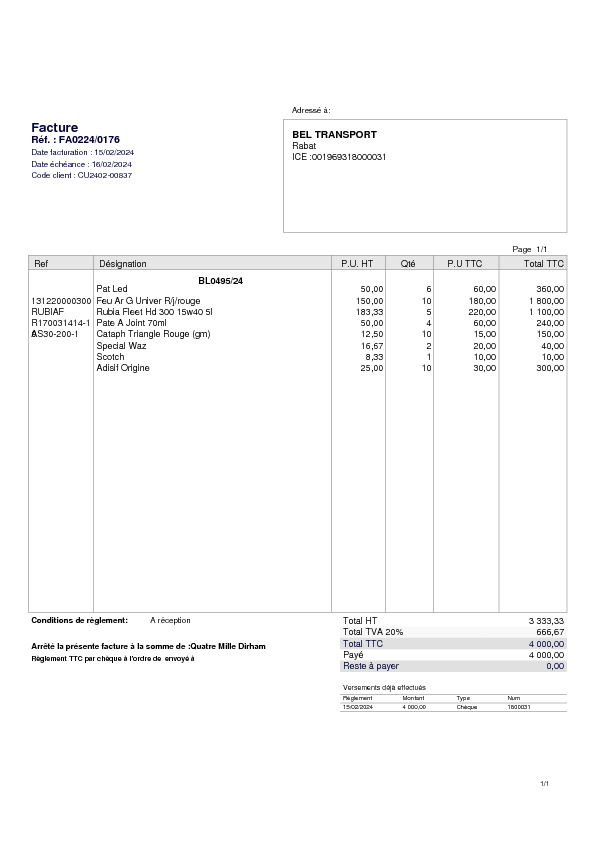 Adressé à:
Facture
Réf. : FA0224/0176
Date facturation : 15/02/2024
Date échéance : 16/02/2024
Code client : CU2402-00837
BEL TRANSPORT
Rabat
ICE :001969318000031
Page 1/1
Ref Désignation P.U. HT Qté P.U TTC Total TTC
BL0495/24
Pat Led 50,00 6 60,00 360,00
131220000300 Feu Ar G Univer R/j/rouge 150,00 10 180,00 1 800,00
RUBIAF Rubia Fleet Hd 300 15w40 5l 183,33 5 220,00 1 100,00
R170031414-1 Pate A Joint 70ml 50,00 4 60,00 240,00
AS30-200-1 Cataph Triangle Rouge (gm) 12,50 10 15,00 150,00
Special Waz 16,67 2 20,00 40,00
Scotch 8,33 1 10,00 10,00
Adisif Origine 25,00 10 30,00 300,00
Conditions de règlement: A réception
Total HT 3 333,33
Total TVA 20% 666,67
Total TTC 4 000,00
Payé 4 000,00
Reste à payer 0,00
Arrêté la présente facture à la somme de :Quatre Mille Dirham
Règlement TTC par chèque à l'ordre de envoyé à
Versements déjà effectués
Règlement Montant Type Num
15/02/2024 4 000,00 Chèque 1800031
1/1